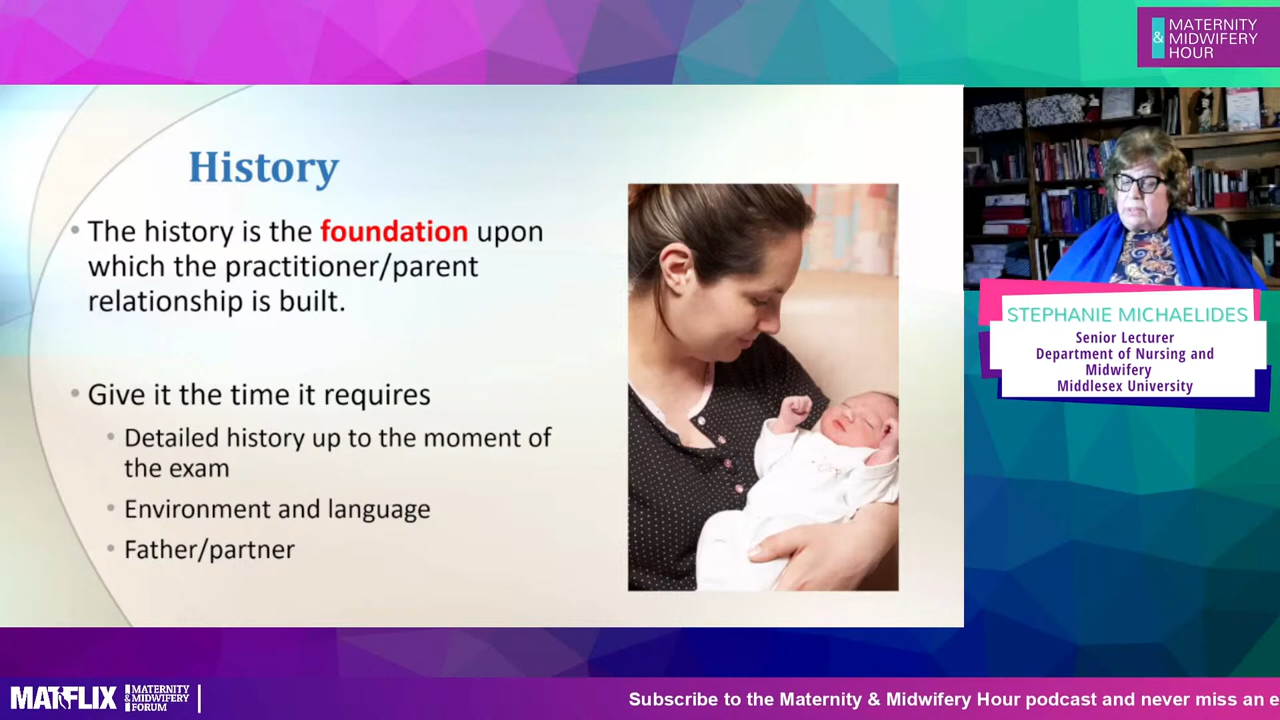 MATERNITY
& MIDWIFERY
HOUR
History
• The history is the foundation upon
which the practitioner/parent
relationship is built.
• Give it the time it requires
• Detailed history up to the moment of
the exam
• Environment and language
• Father/partner
STEPHANIE MICHAELIDES
Senior Lecturer
Department of Nursing and
Midwifery
Middlesex University
MATFLIX
MATERNITY
& MIDWIFERY
FORUM
Subscribe to the Maternity & Midwifery Hour podcast and never miss an e